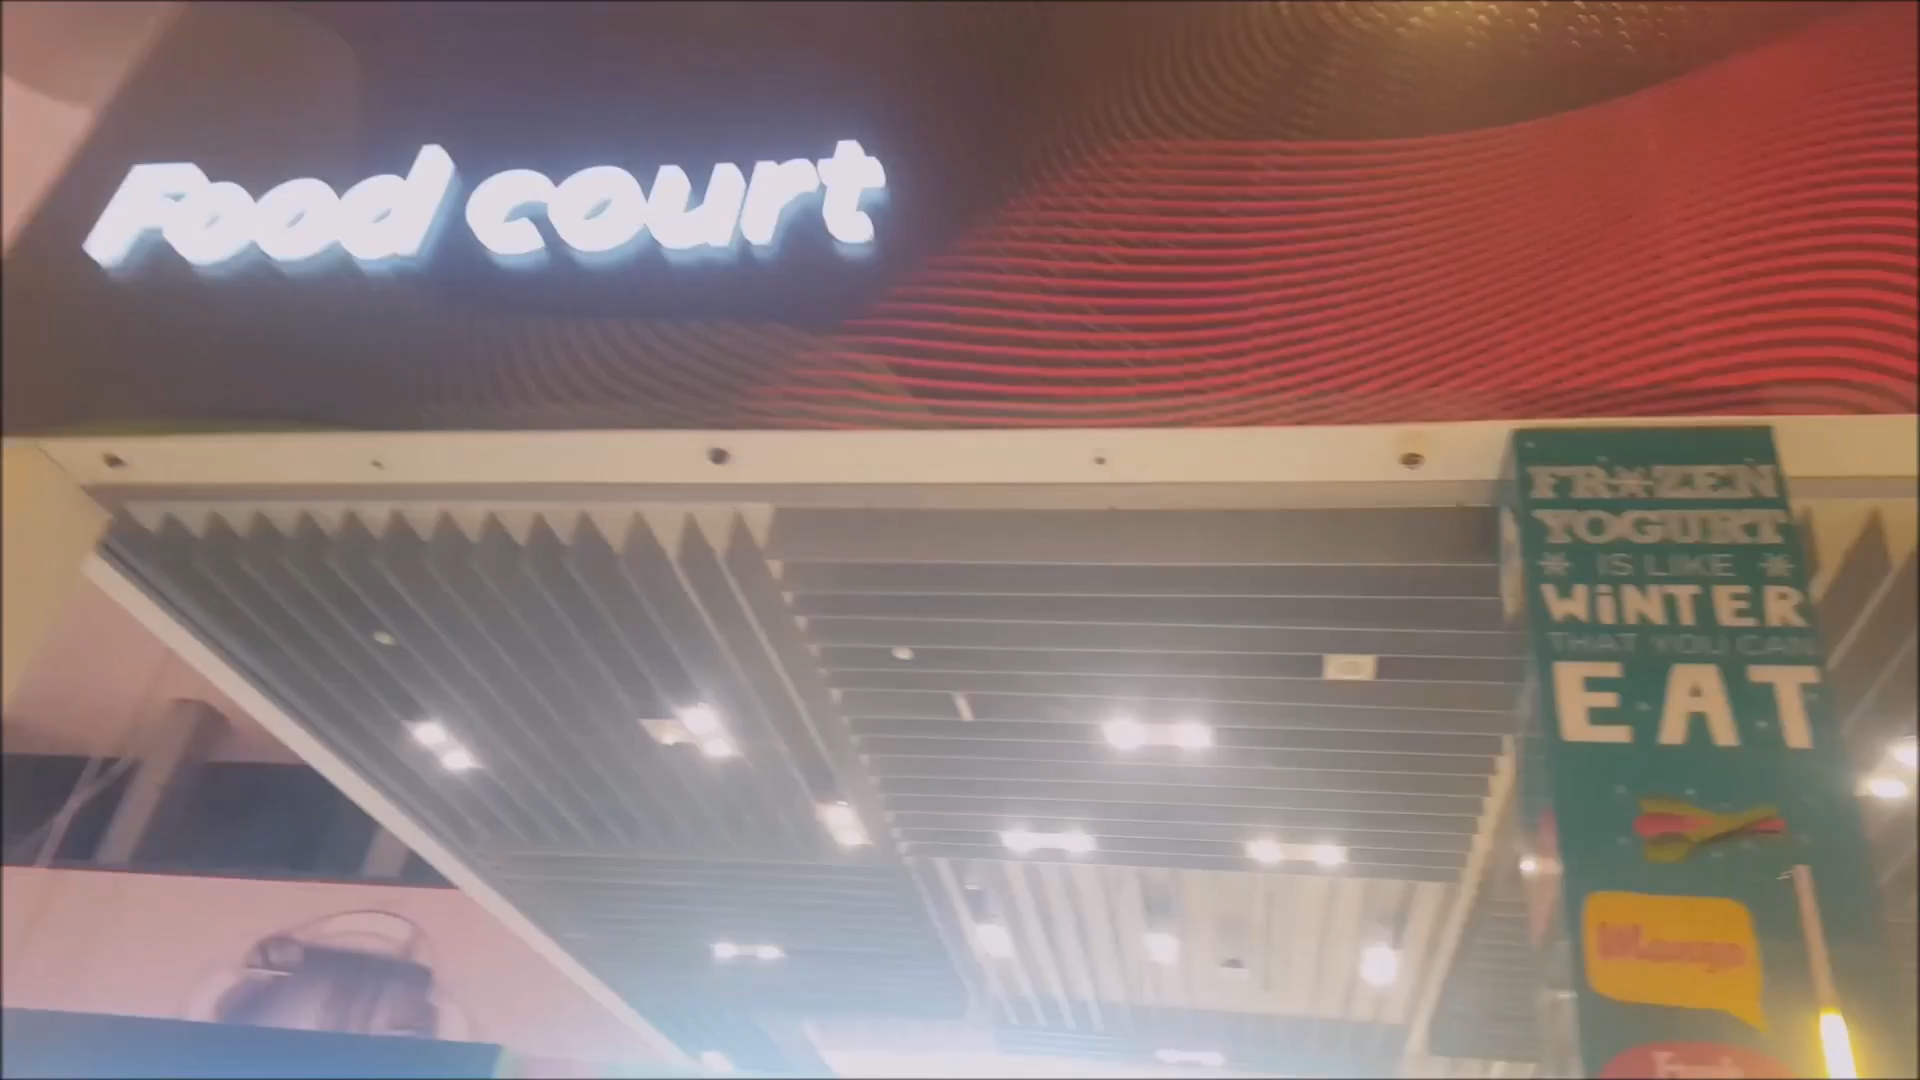 Food court
FROZEN
YOGURT
IS LIKE
WiNTER
THAT YOU CAN
EAT